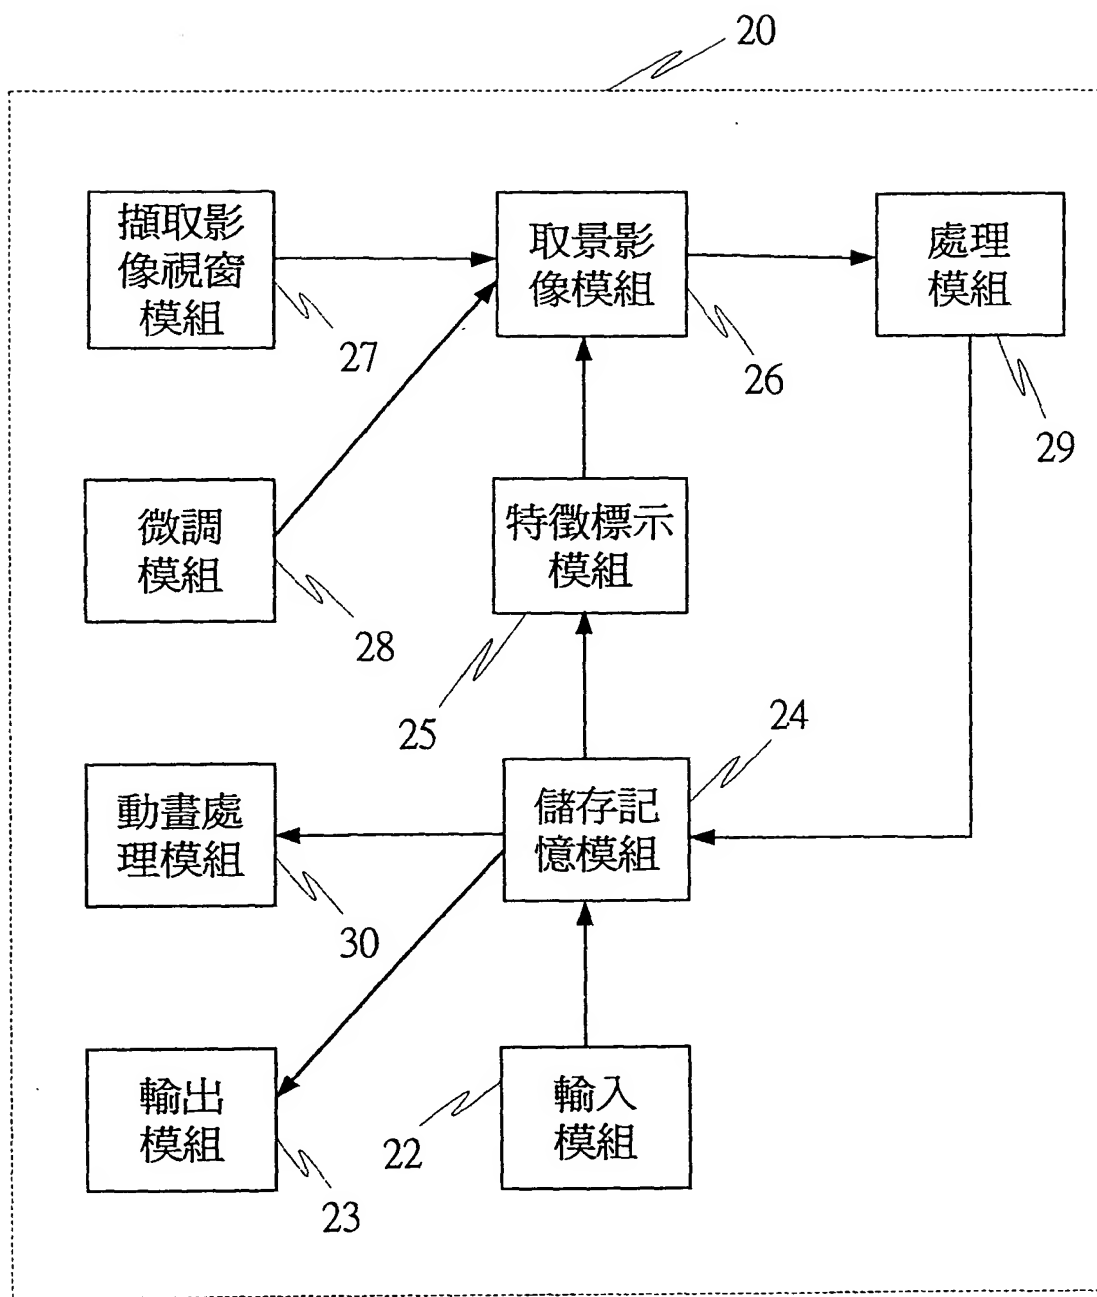 20
擷取影
像視窗
模組
27
取景影
像模組
26
處理
模組
29
微調
模組
28
特徵標示
模組
25
24
動畫處
理模組
30
儲存記
憶模組
輸出
模組
23
22
輸入
模組